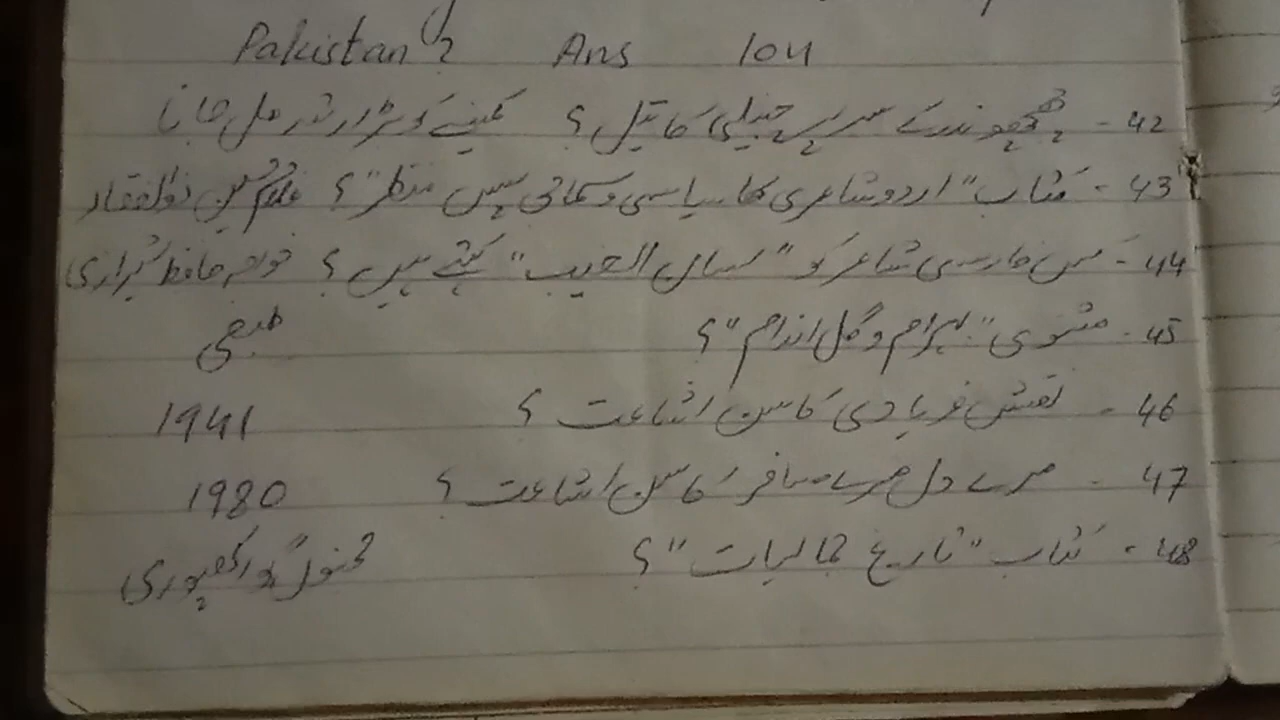 Pakistan? Ans 104
42- چھچھوندر کے سر پہ چنبیلی کا تیل ؟ کمینے کو بڑا رتبہ مل جانا
43- کتاب "اردو شاعری کا سیاسی و سماجی پس منظر" ؟ غلام حسین ذوالفقار
44- کس فارسی شاعر کو "لسان الغیب" کہتے ہیں ؟ خواجہ حافظ شیرازی
45- مثنوی "بہرام و گل اندام" ؟ طبعی
46- نقش فریادی کا سن اشاعت ؟ 1941
47- مرے دل مرے مسافر کا سن اشاعت ؟ 1980
48- کتاب "تاریخ جمالیات" ؟ مجنوں گورکھپوری